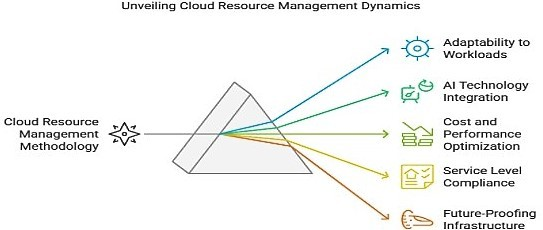 Unveiling Cloud Resource Management Dynamics
Adaptability to
Workloads
AI Technology
Integration
Cloud Resource
Management
Methodology
Cost and
Performance
Optimization
Service Level
Compliance
Future-Proofing
Infrastructure